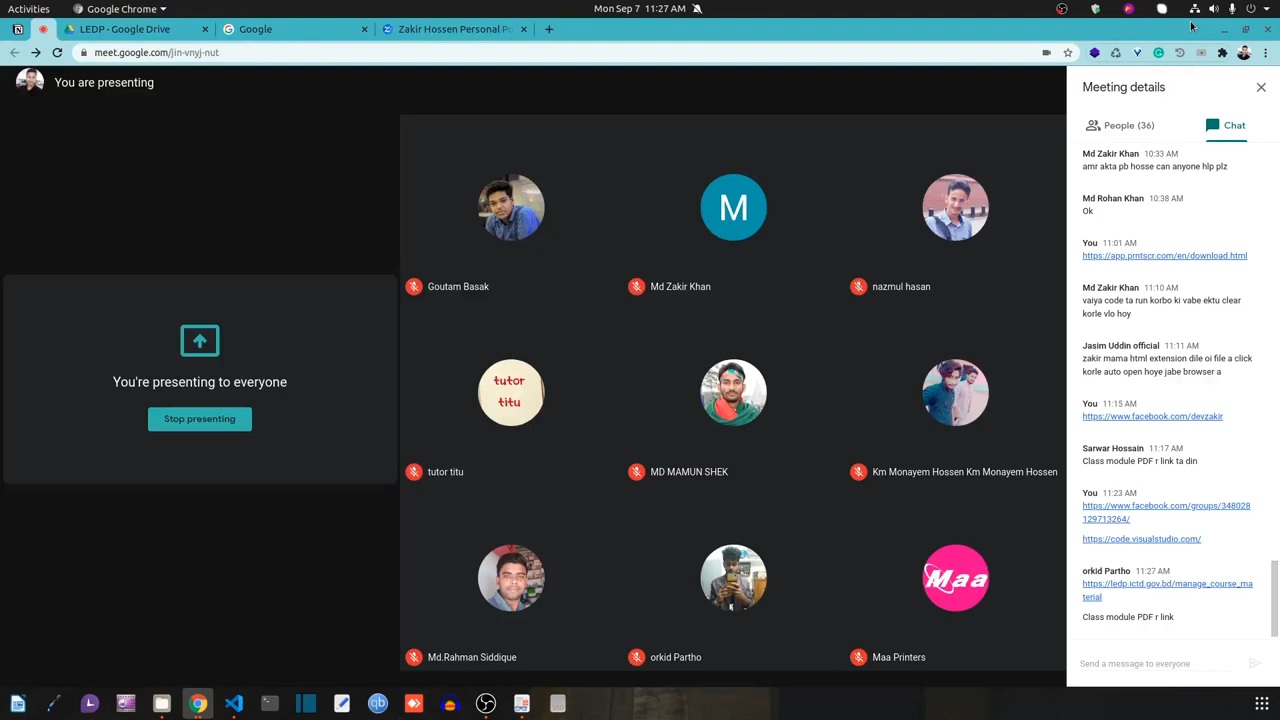 Activities
Google Chrome
Mon Sep 7 11:27 AM
LEDP - Google Drive
Google
Zakir Hossen Personal Po
meet.google.com/jin-vnyj-nut
You are presenting
You're presenting to everyone
Stop presenting
Goutam Basak
M
Md Zakir Khan
nazmul hasan
tutor
titu
tutor titu
MD MAMUN SHEK
Km Monayem Hossen Km Monayem Hossen
Md.Rahman Siddique
orkid Partho
Maa
Maa Printers
Meeting details
People (36)
Chat
Md Zakir Khan 10:33 AM
amr akta pb hosse can anyone hlp plz
Md Rohan Khan 10:38 AM
Ok
You 11:01 AM
https://app.prntscr.com/en/download.html
Md Zakir Khan 11:10 AM
vaiya code ta run korbo ki vabe ektu clear
korle vlo hoy
Jasim Uddin official 11:11 AM
zakir mama html extension dile oi file a click
korle auto open hoye jabe browser a
You 11:15 AM
https://www.facebook.com/devzakir
Sarwar Hossain 11:17 AM
Class module PDF r link ta din
You 11:23 AM
https://www.facebook.com/groups/348028
129713264/
https://code.visualstudio.com/
orkid Partho 11:27 AM
https://ledp.ictd.gov.bd/manage_course_ma
terial
Class module PDF r link
Send a message to everyone
qb